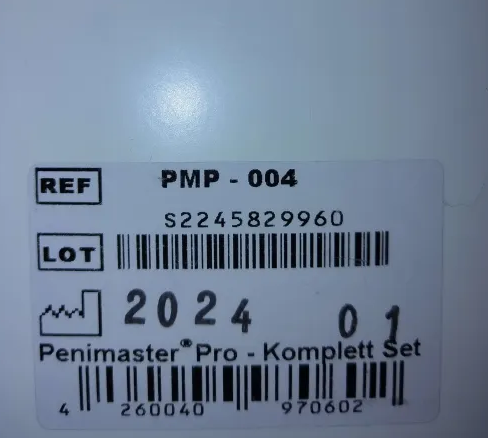 REF PMP - 004
S2245829960
LOT
2024 01
Penimaster® Pro - Komplett Set
4 260040 970602